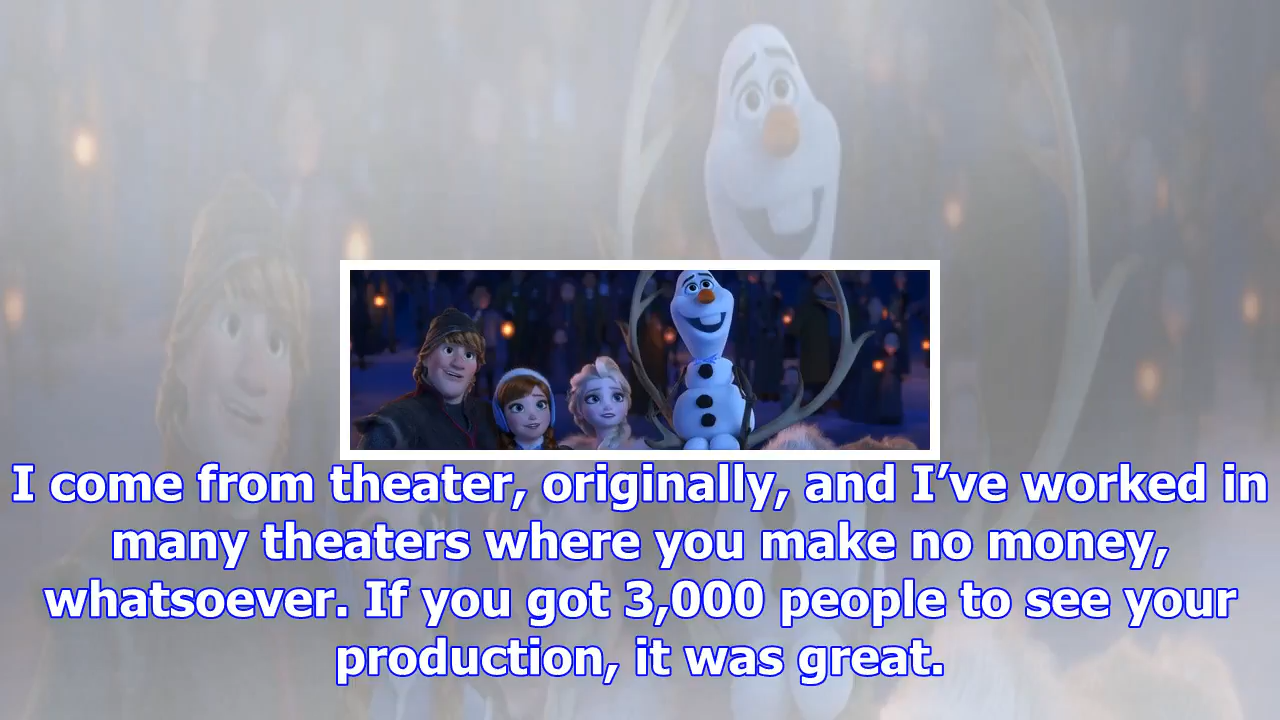 I come from theater, originally, and I’ve worked in
many theaters where you make no money,
whatsoever. If you got 3,000 people to see your
production, it was great.